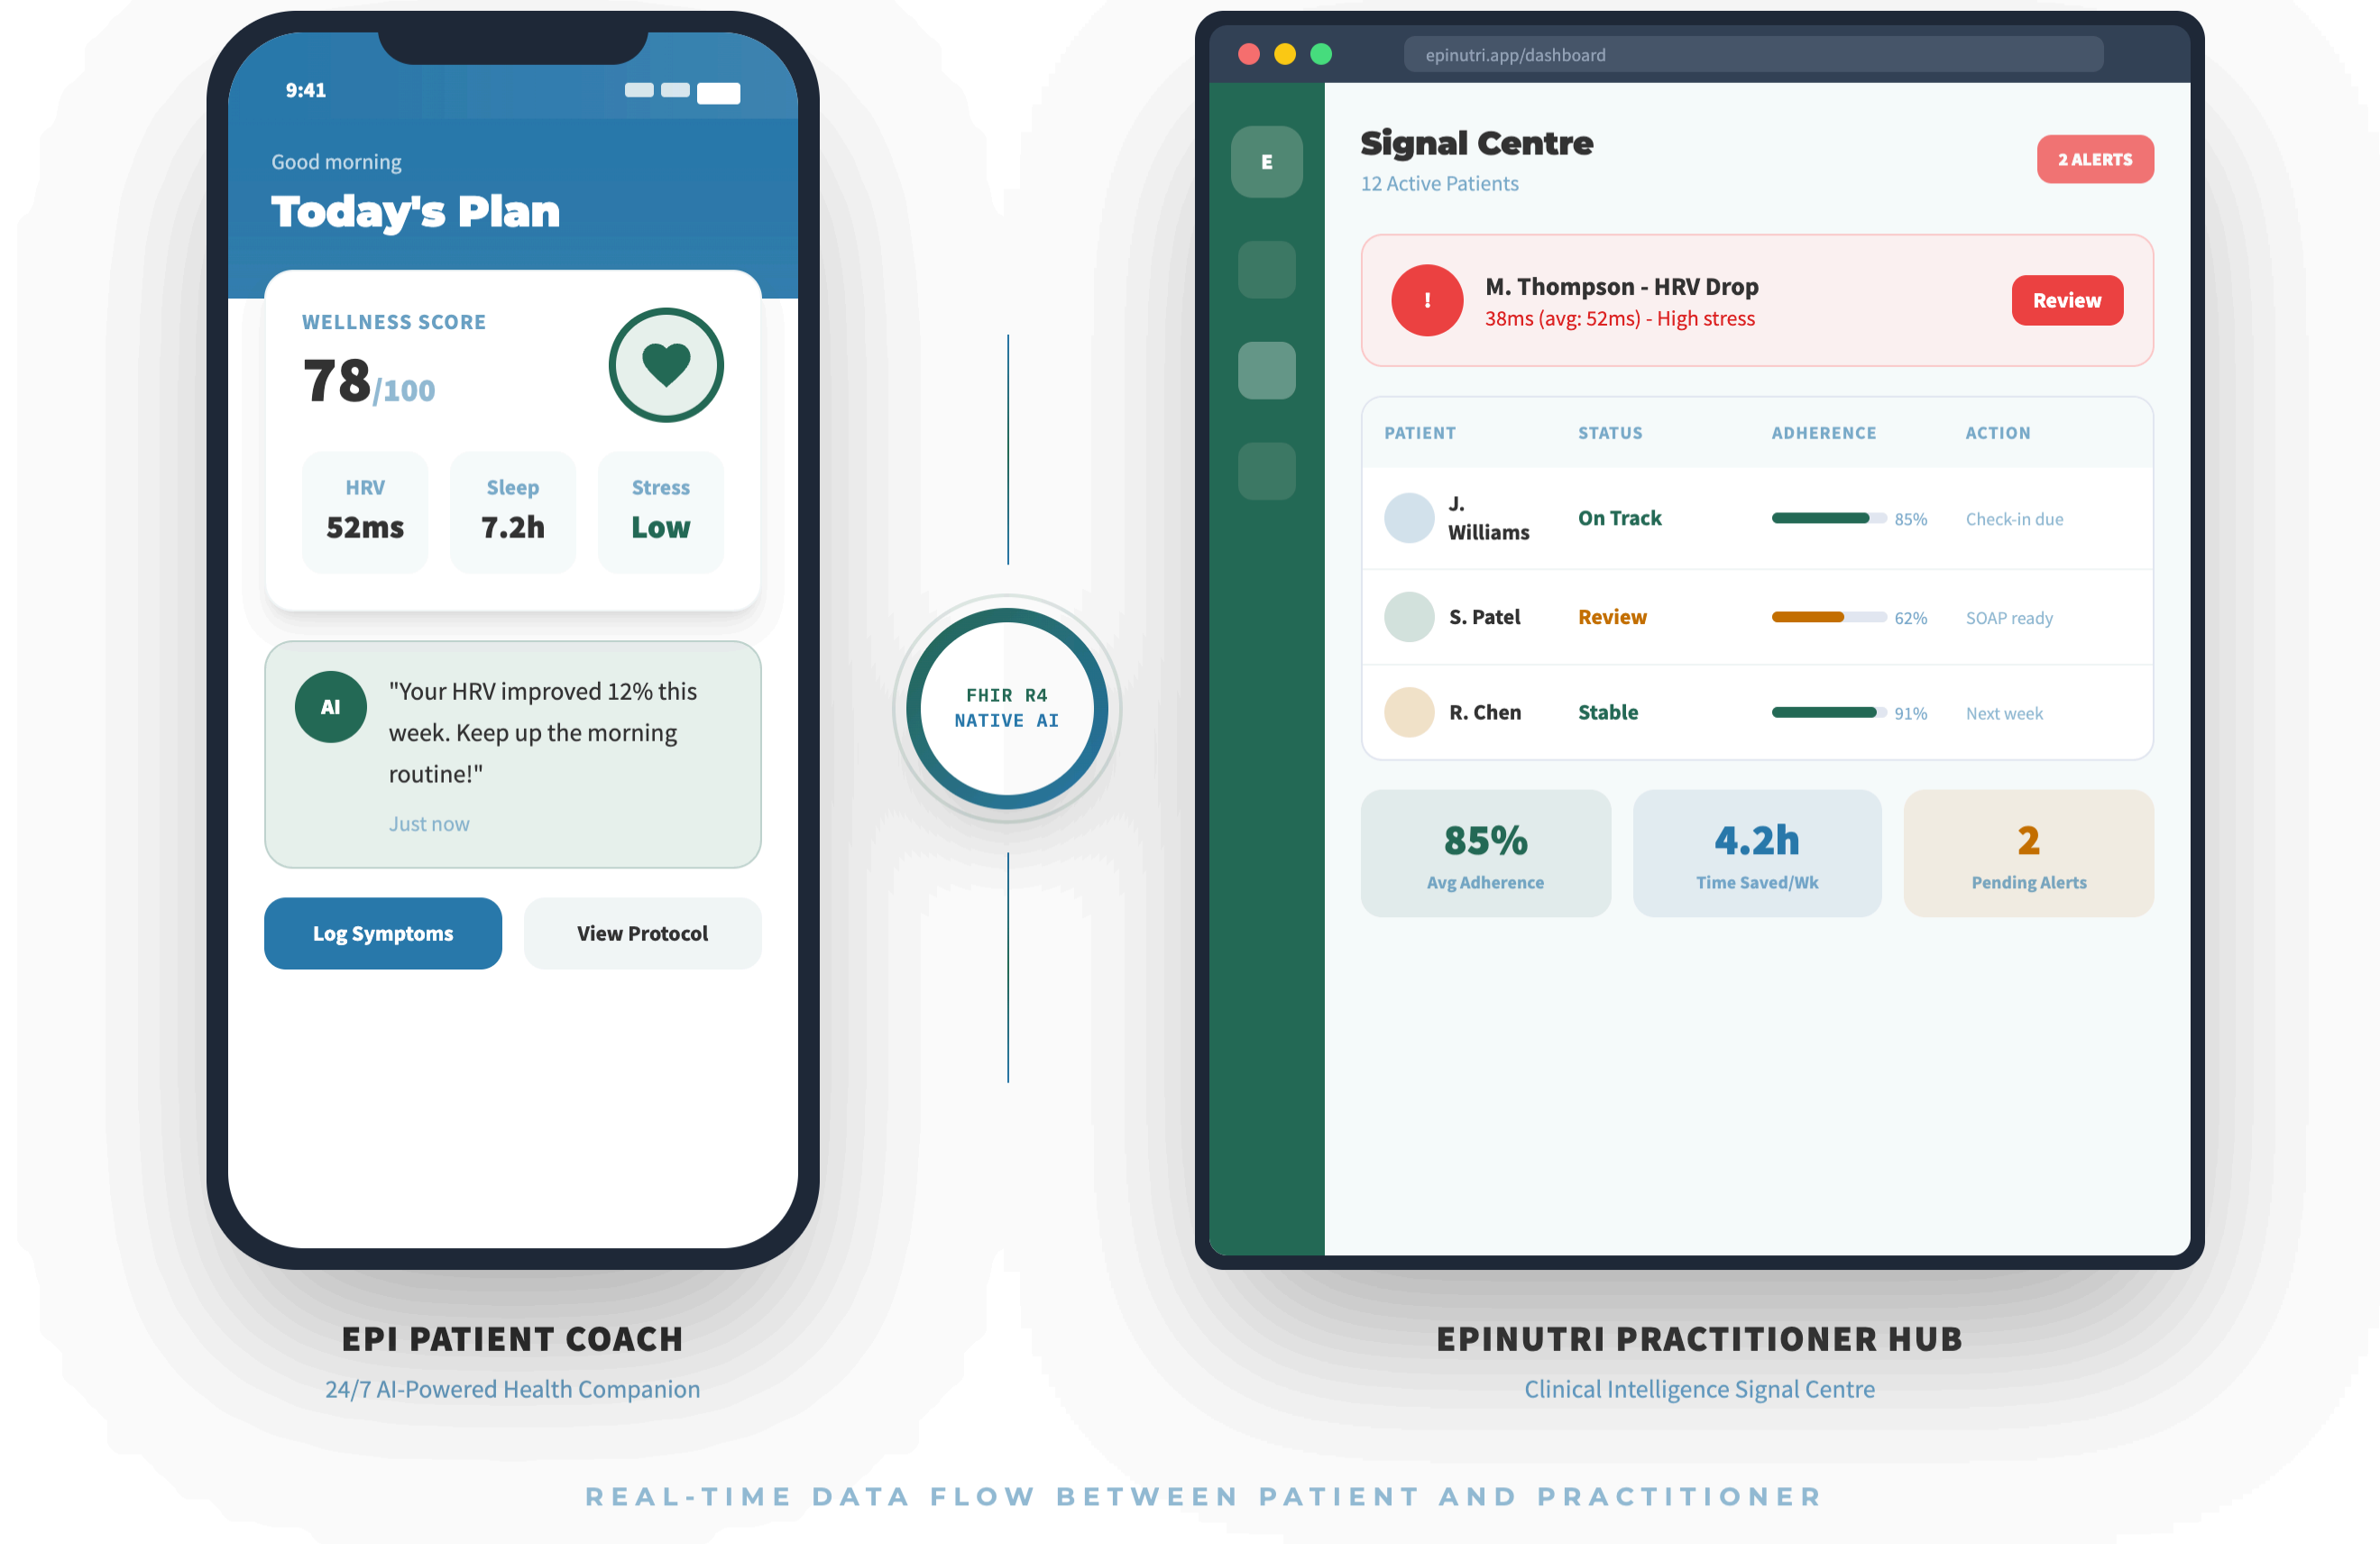 9:41
Good morning
Today's Plan
WELLNESS SCORE
78/100
HRV
52ms
Sleep
7.2h
Stress
Low
AI
"Your HRV improved 12% this
week. Keep up the morning
routine!"
Just now
Log Symptoms
View Protocol
EPI PATIENT COACH
24/7 AI-Powered Health Companion
FHIR R4
NATIVE AI
epinutri.app/dashboard
E
Signal Centre
12 Active Patients
2 ALERTS
!
M. Thompson - HRV Drop
38ms (avg: 52ms) - High stress
Review
PATIENT STATUS ADHERENCE ACTION
J.
Williams
On Track 85% Check-in due
S. Patel Review 62% SOAP ready
R. Chen Stable 91% Next week
85%
Avg Adherence
4.2h
Time Saved/Wk
2
Pending Alerts
EPINUTRI PRACTITIONER HUB
Clinical Intelligence Signal Centre
REAL-TIME DATA FLOW BETWEEN PATIENT AND PRACTITIONER